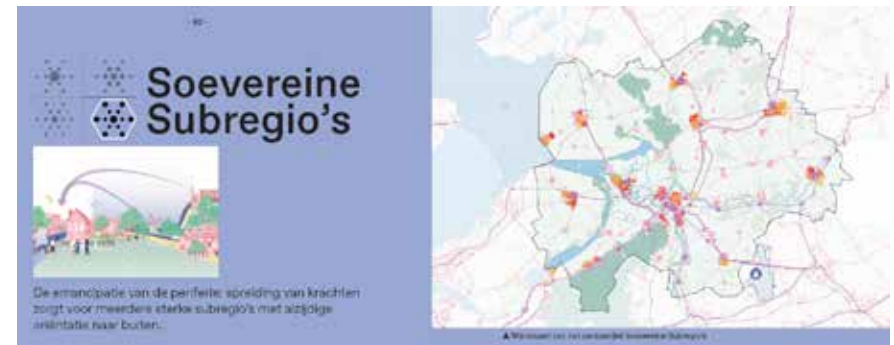 Soevereine
Subregio's
De emancipatie van de periferie: spreiding van krachten
zorgt voor meerdere sterke subregio's met alzijdige
oriëntatie naar buiten.